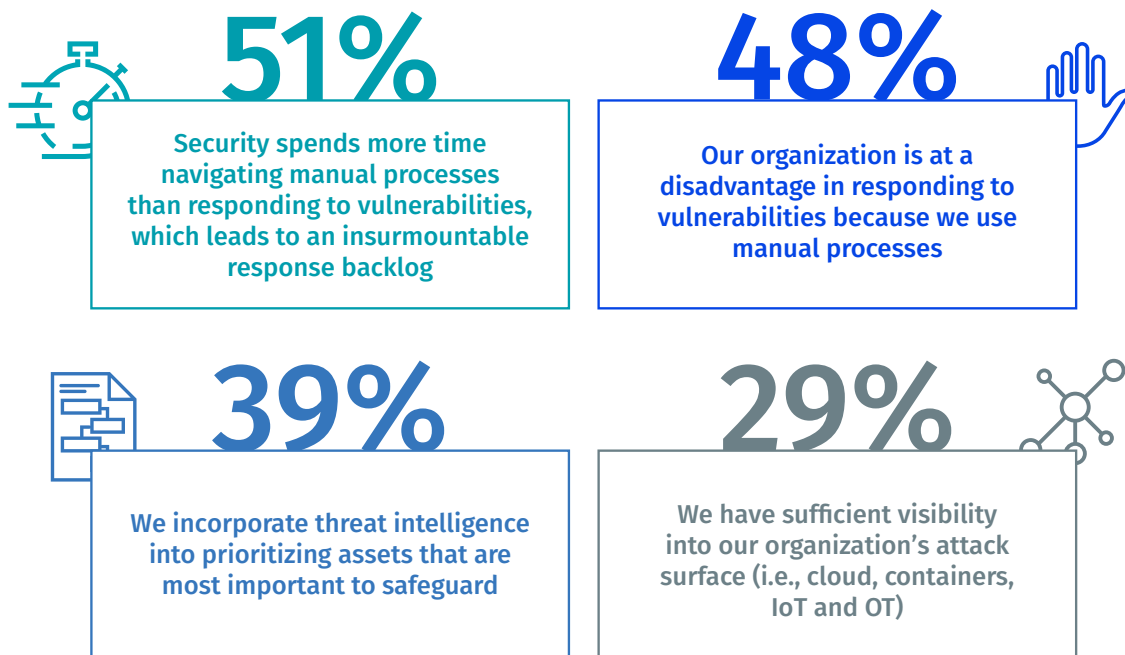 51%
Security spends more time
navigating manual processes
than responding to vulnerabilities,
which leads to an insurmountable
response backlog
48%
Our organization is at a
disadvantage in responding to
vulnerabilities because we use
manual processes
39%
We incorporate threat intelligence
into prioritizing assets that are
most important to safeguard
29%
We have sufficient visibility
into our organization’s attack
surface (i.e., cloud, containers,
IoT and OT)